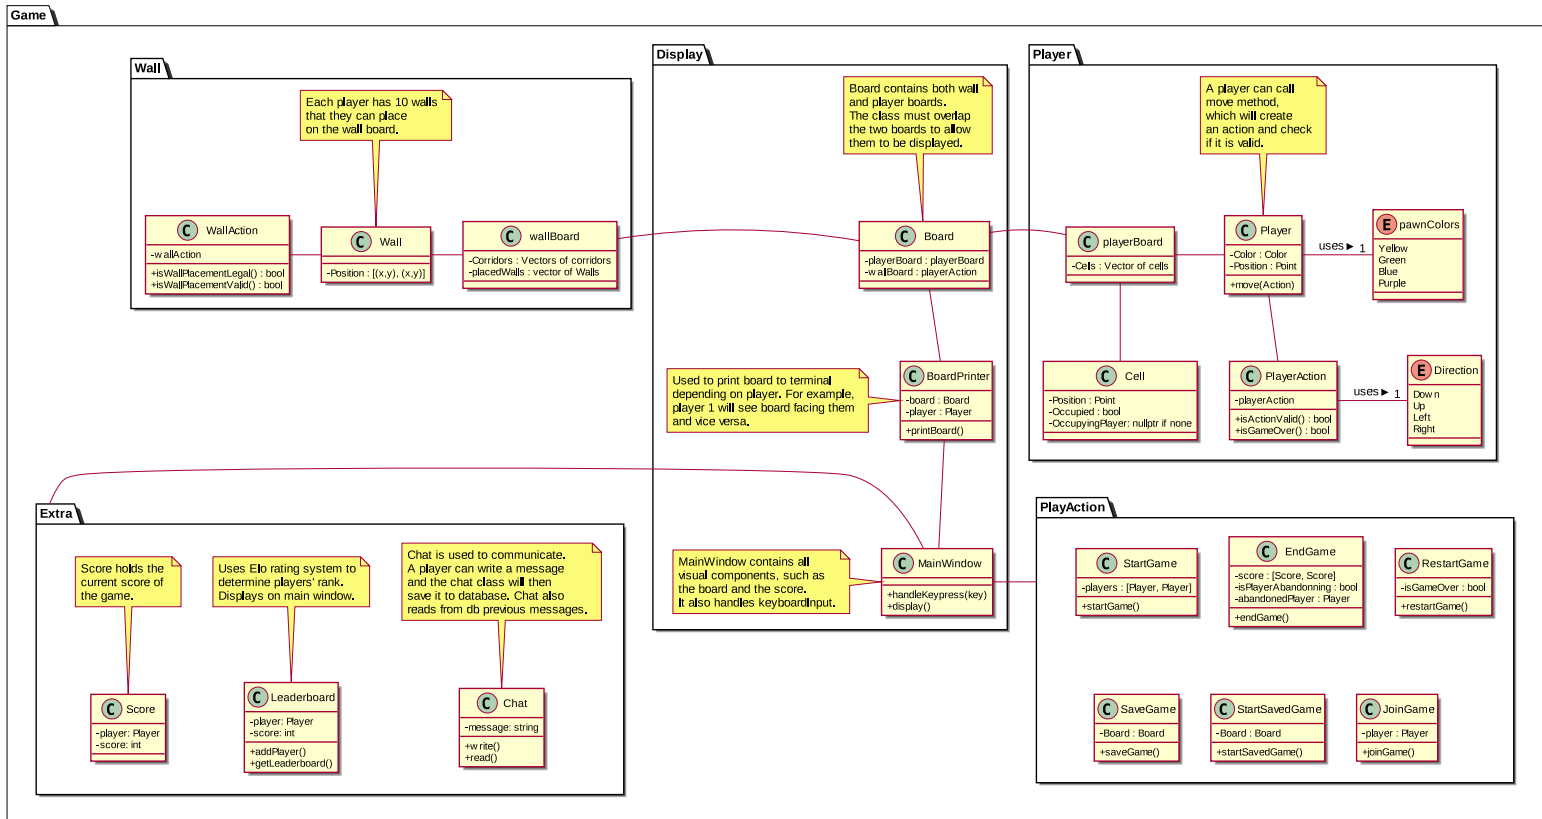 Game
Wall
Each player has 10 walls
that they can place
on the wall board.
C WallAction
-wallAction
+isWallPlacementLegal() : bool
+isWallPlacementValid() : bool
C Wall
-Position : [(x,y), (x,y)]
C wallBoard
-Corridors : Vectors of corridors
-placedWalls : vector of Walls
Display
Board contains both wall
and player boards.
The class must overlap
the two boards to allow
them to be displayed.
C Board
-playerBoard : playerBoard
-wallBoard : playerAction
Used to print board to terminal
depending on player. For example,
player 1 will see board facing them
and vice versa.
C BoardPrinter
-board : Board
-player : Player
+printBoard()
MainWindow contains all
visual components, such as
the board and the score.
It also handles keyboardInput.
C MainWindow
+handleKeypress(key)
+display()
Player
A player can call
move method,
which will create
an action and check
if it is valid.
C playerBoard
-Cells : Vector of cells
C Player
-Color : Color
-Position : Point
+move(Action)
uses 1
E pawnColors
Yellow
Green
Blue
Purple
C Cell
-Position : Point
-Occupied : bool
-OccupyingPlayer: nullptr if none
C PlayerAction
-playerAction
+isActionValid() : bool
+isGameOver() : bool
uses 1
E Direction
Down
Up
Left
Right
Extra
Score holds the
current score of
the game.
Uses Elo rating system to
determine players' rank.
Displays on main window.
Chat is used to communicate.
A player can write a message
and the chat class will then
save it to database. Chat also
reads from db previous messages.
C Score
-player: Player
-score: int
C Leaderboard
-player: Player
-score: int
+addPlayer()
+getLeaderboard()
C Chat
-message: string
+write()
+read()
PlayAction
C StartGame
-players : [Player, Player]
+startGame()
C EndGame
-score : [Score, Score]
-isPlayerAbandonning : bool
-abandonedPlayer : Player
+endGame()
C RestartGame
-isGameOver : bool
+restartGame()
C SaveGame
-Board : Board
+saveGame()
C StartSavedGame
-Board : Board
+startSavedGame()
C JoinGame
-player : Player
+joinGame()